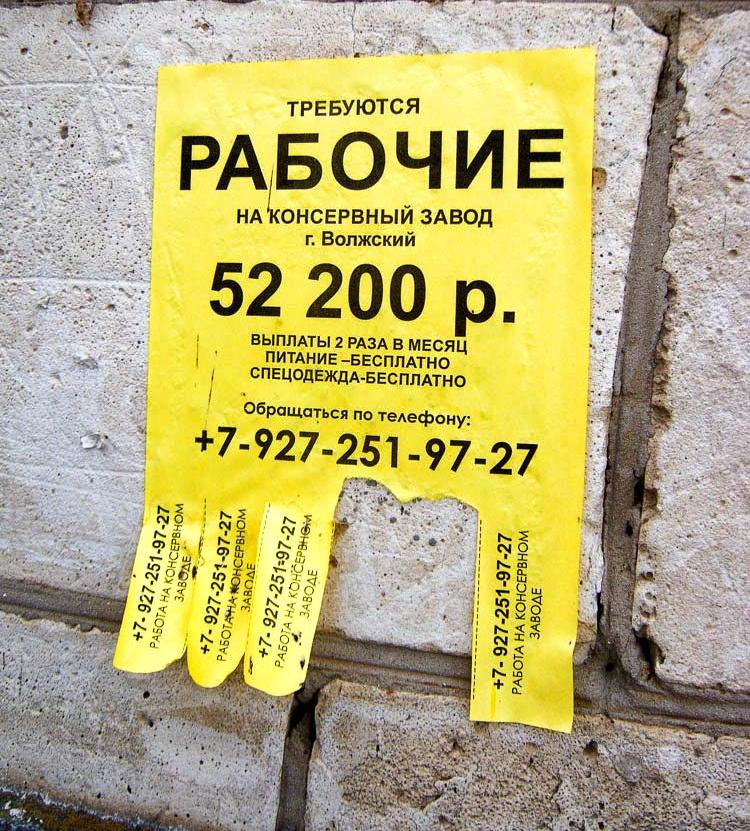 ТРЕБУЮТСЯ
РАБОЧИЕ
НА КОНСЕРВНЫЙ ЗАВОД
г. Волжский
52 200 р.
ВЫПЛАТЫ 2 РАЗА В МЕСЯЦ
ПИТАНИЕ –БЕСПЛАТНО
СПЕЦОДЕЖДА-БЕСПЛАТНО
Обращаться по телефону:
+7-927-251-97-27
+7- 927-251-97-27
РАБОТА НА КОНСЕРВНОМ
ЗАВОДЕ
+7- 927-251-97-27
РАБОТА НА КОНСЕРВНОМ
ЗАВОДЕ
+7- 927-251-97-27
РАБОТА НА КОНСЕРВНОМ
ЗАВОДЕ
+7- 927-251-97-27
РАБОТА НА КОНСЕРВНОМ
ЗАВОДЕ